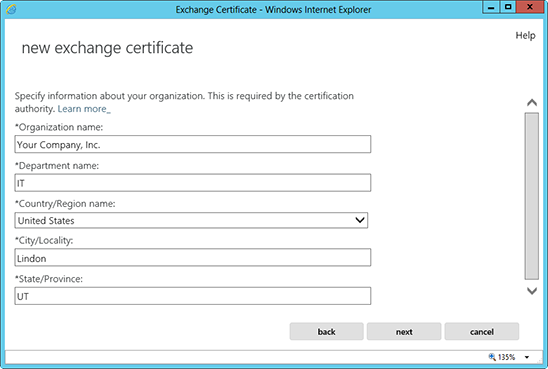 Exchange Certificate - Windows Internet Explorer
Help
new exchange certificate
Specify information about your organization. This is required by the certification
authority. Learn more_
*Organization name:
Your Company, Inc.
*Department name:
IT
*Country/Region name:
United States
*City/Locality:
Lindon
*State/Province:
UT
back next cancel
135%